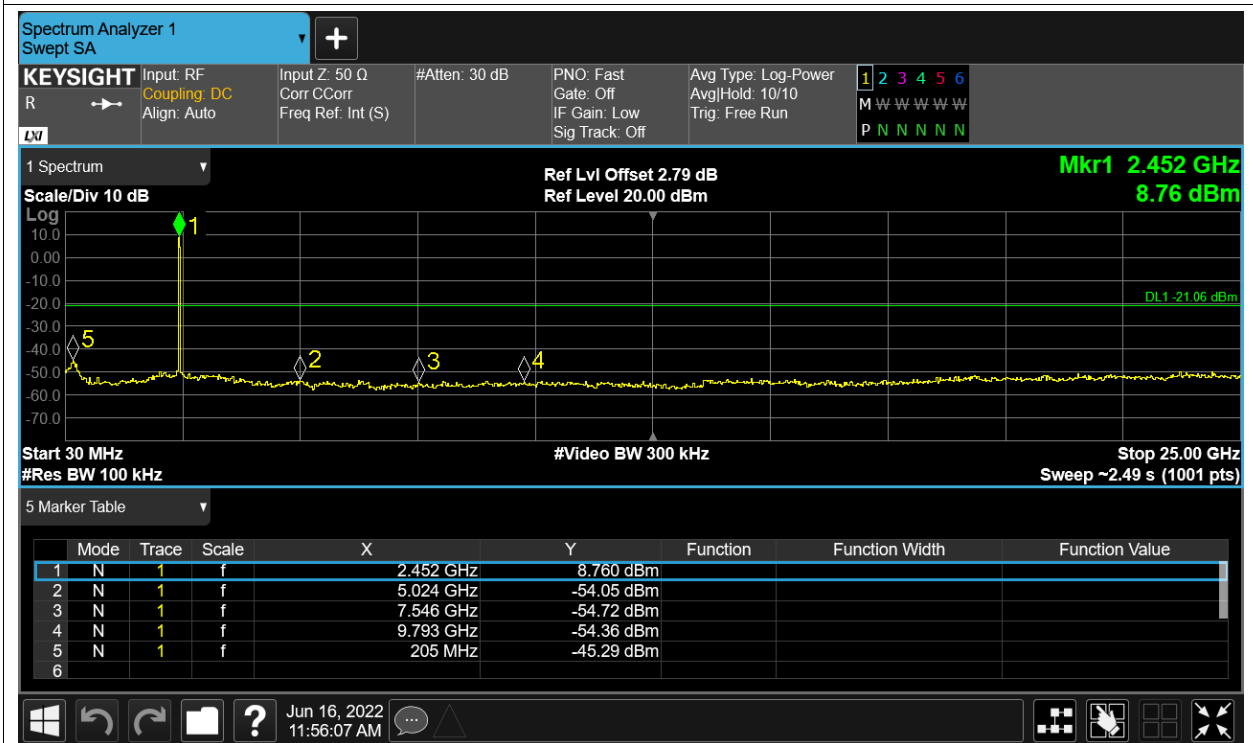 Spectrum Analyzer 1
Swept SA
+
KEYSIGHT Input: RF Input Z: 50 Ω #Atten: 30 dB PNO: Fast Avg Type: Log-Power 1 2 3 4 5 6
R Coupling: DC Corr CCorr Gate: Off Avg|Hold: 10/10 M W W W W W
Align: Auto Freq Ref: Int (S) IF Gain: Low Trig: Free Run
LXI Sig Track: Off P N N N N N
1 Spectrum Ref Lvl Offset 2.79 dB Mkr1 2.452 GHz
Scale/Div 10 dB Ref Level 20.00 dBm 8.76 dBm
Log
1
10.0
0.00
-10.0
DL1 -21.06 dBm
-20.0
-30.0
5
-40.0
2 3 4
-50.0
-60.0
-70.0
Start 30 MHz #Video BW 300 kHz Stop 25.00 GHz
#Res BW 100 kHz Sweep ~2.49 s (1001 pts)
5 Marker Table
Mode Trace Scale X Y Function Function Width Function Value
1 N 1 f 2.452 GHz 8.760 dBm
2 N 1 f 5.024 GHz -54.05 dBm
3 N 1 f 7.546 GHz -54.72 dBm
4 N 1 f 9.793 GHz -54.36 dBm
5 N 1 f 205 MHz -45.29 dBm
6
? Jun 16, 2022
11:56:07 AM